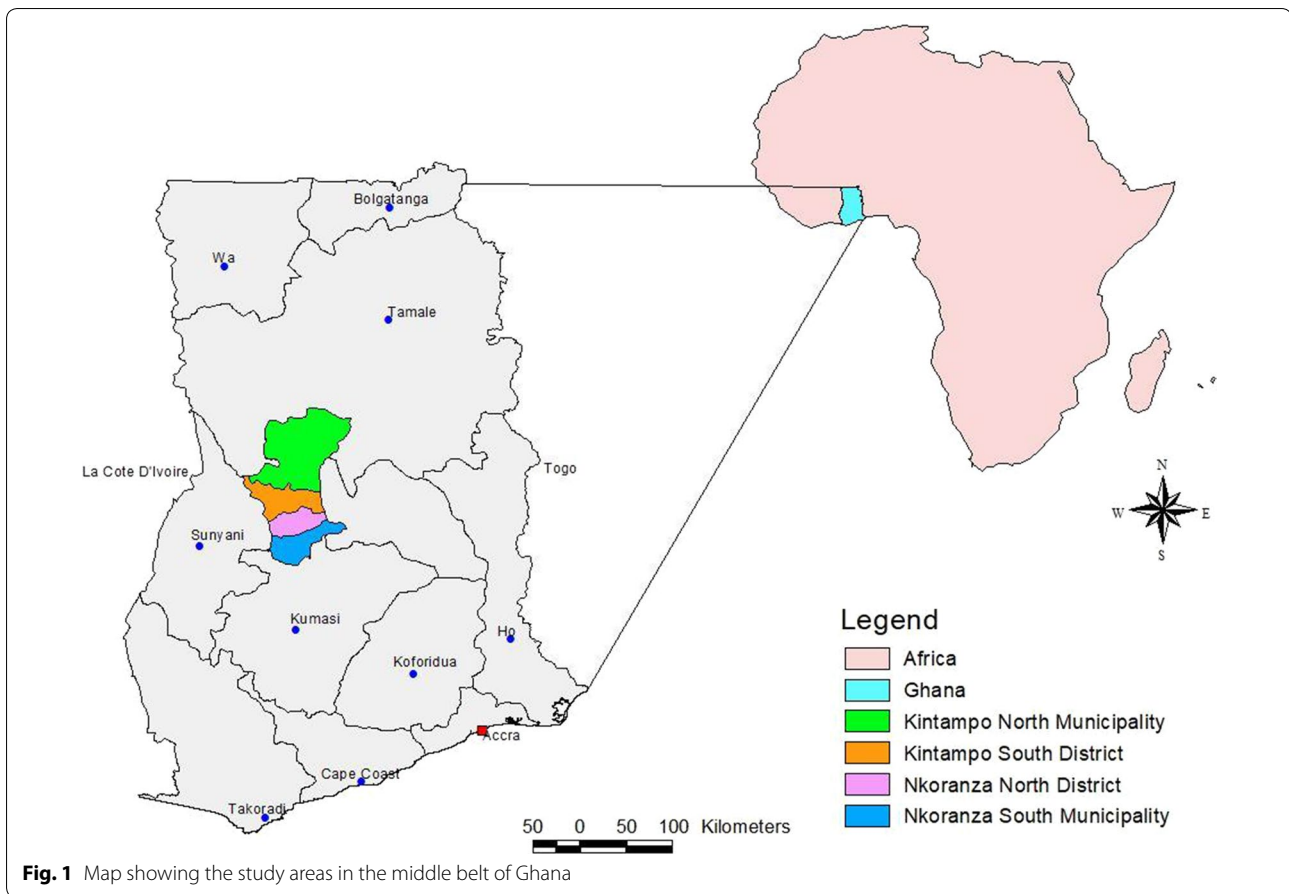 Bolgatanga
Wa
Tamale
La Cote D'Ivoire
Togo
Sunyani
Kumasi
Ho
Koforidua
Accra
Cape Coast
Takoradi
N
W E
S
Legend
Africa
Ghana
Kintampo North Municipality
Kintampo South District
Nkoranza North District
Nkoranza South Municipality
50 0 50 100 Kilometers
Fig. 1 Map showing the study areas in the middle belt of Ghana